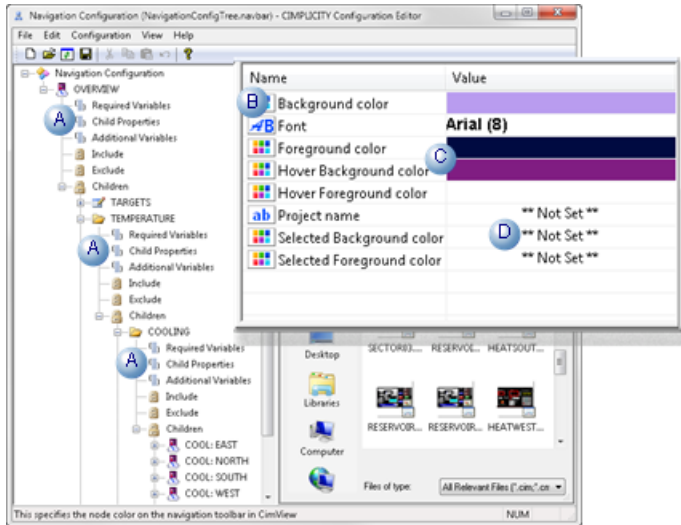 Navigation Configuration (NavigationConfigTree.navbar) - CIMPLICITY Configuration Editor
File Edit Configuration View Help
Navigation Configuration
OVERVIEW
Required Variables
A
Child Properties
Additional Variables
Include
Exclude
Children
TARGETS
TEMPERATURE
Required Variables
A
Child Properties
Additional Variables
Include
Exclude
Children
COOLING
Required Variables
A
Child Properties
Additional Variables
Include
Exclude
Children
COOL: EAST
COOL: NORTH
COOL: SOUTH
COOL: WEST
Name Value
B Background color
AB Font Arial (8)
Foreground color
C
Hover Background color
Hover Foreground color
ab Project name ** Not Set **
Selected Background color D ** Not Set **
Selected Foreground color ** Not Set **
Desktop
Libraries
Computer
SECTOR03.... RESERVOI... HEATSOUT...
RESERVOIR... RESERVOIR... HEATWEST...
Files of type: All Relevant Files (*.cim;*.cn
This specifies the node color on the navigation toolbar in CimView NUM